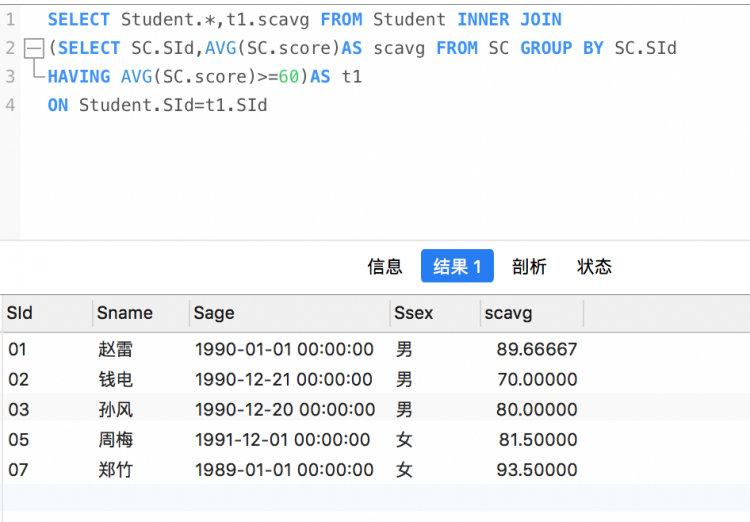 1 SELECT Student.*,t1.scavg FROM Student INNER JOIN
2 (SELECT SC.SId,AVG(SC.score)AS scavg FROM SC GROUP BY SC.SId
3 HAVING AVG(SC.score)>=60)AS t1
4 ON Student.SId=t1.SId
信息 结果 1 剖析 状态
SId Sname Sage Ssex scavg
01 赵雷 1990-01-01 00:00:00 男 89.66667
02 钱电 1990-12-21 00:00:00 男 70.00000
03 孙风 1990-12-20 00:00:00 男 80.00000
05 周梅 1991-12-01 00:00:00 女 81.50000
07 郑竹 1989-01-01 00:00:00 女 93.50000